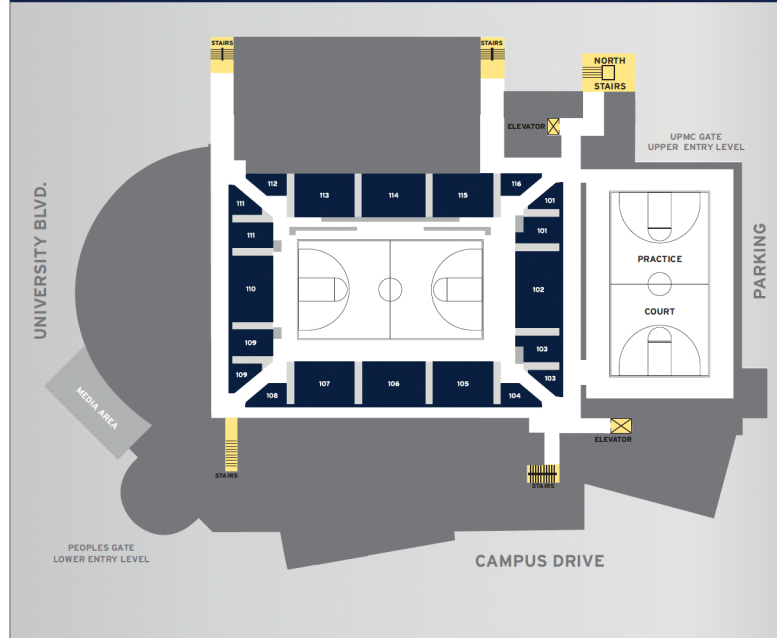 STAIRS
STAIRS
NORTH
STAIRS
ELEVATOR
UPMC GATE
UPPER ENTRY LEVEL
112
113
114
115
116
111
101
111
101
UNIVERSITY BLVD.
PARKING
PRACTICE
110
102
COURT
109
103
109
103
108
107
106
105
104
MEDIA AREA
ELEVATOR
STAIRS
STAIRS
PEOPLES GATE
LOWER ENTRY LEVEL
CAMPUS DRIVE